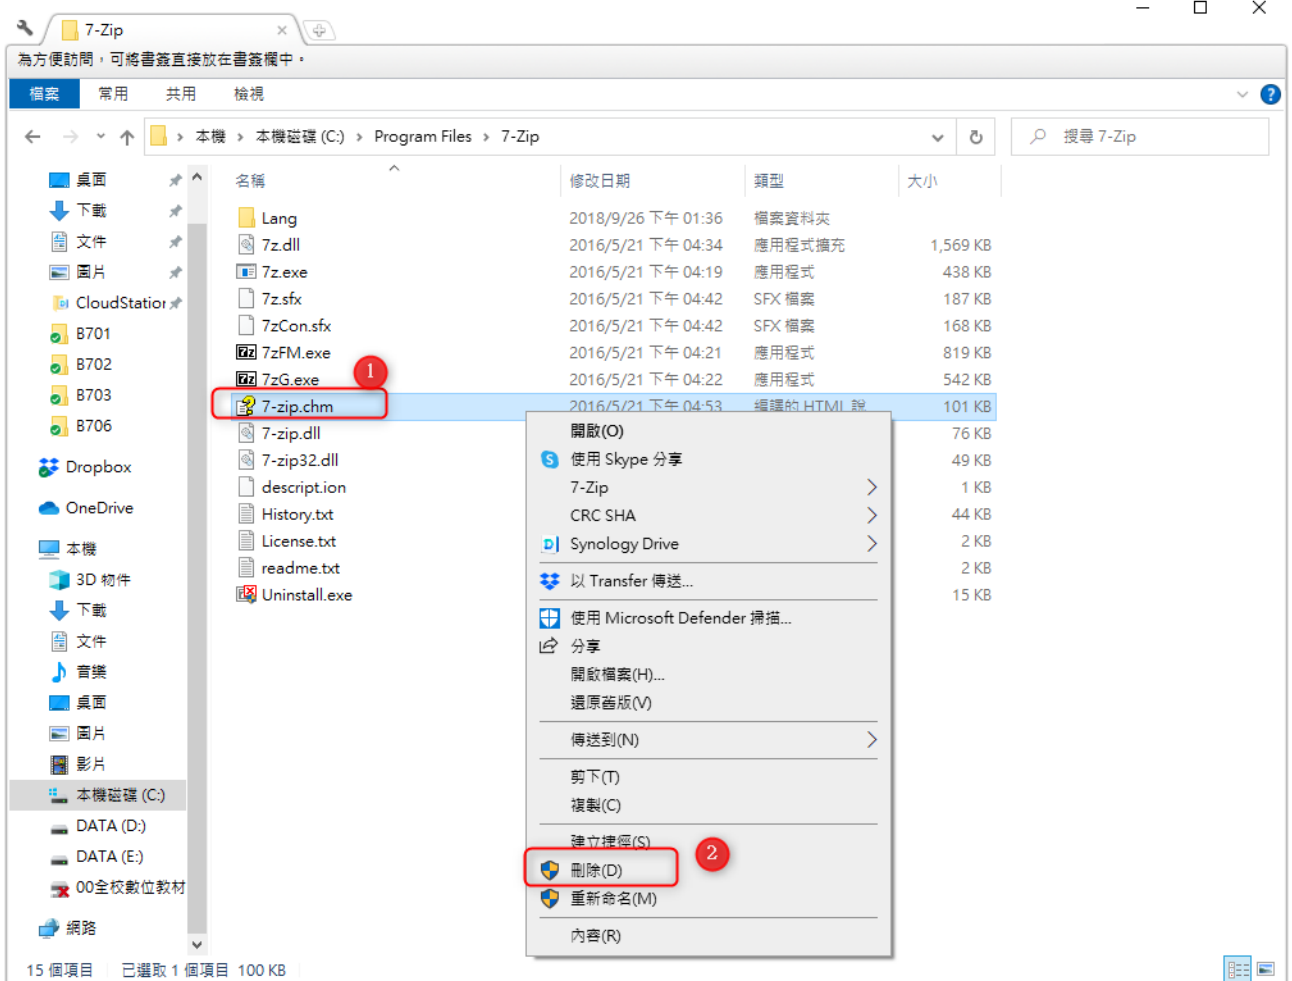 7-Zip
為方便訪問，可將書簽直接放在書簽欄中。
檔案 常用 共用 檢視
本機 本機磁碟 (C:) Program Files 7-Zip 搜尋 7-Zip
名稱 修改日期 類型 大小
Lang 2018/9/26 下午 01:36 檔案資料夾
7z.dll 2016/5/21 下午 04:34 應用程式擴充 1,569 KB
7z.exe 2016/5/21 下午 04:19 應用程式 438 KB
7z.sfx 2016/5/21 下午 04:42 SFX 檔案 187 KB
7zCon.sfx 2016/5/21 下午 04:42 SFX 檔案 168 KB
7zFM.exe 2016/5/21 下午 04:21 應用程式 819 KB
7zG.exe 2016/5/21 下午 04:22 應用程式 542 KB
1
7-zip.chm 2016/5/21 下午 04:53 編譯的 HTML 說 101 KB
7-zip.dll 76 KB
7-zip32.dll 49 KB
descript.ion 1 KB
History.txt 44 KB
License.txt 2 KB
readme.txt 2 KB
Uninstall.exe 15 KB
桌面
下載
文件
圖片
CloudStation
B701
B702
B703
B706
Dropbox
OneDrive
本機
3D 物件
下載
文件
音樂
桌面
圖片
影片
本機磁碟 (C:)
DATA (D:)
DATA (E:)
00全校數位教材
網路
開啟(O)
使用 Skype 分享
7-Zip
CRC SHA
Synology Drive
以 Transfer 傳送...
使用 Microsoft Defender 掃描...
分享
開啟檔案(H)...
還原舊版(V)
傳送到(N)
剪下(T)
複製(C)
建立捷徑(S)
2
刪除(D)
重新命名(M)
內容(R)
15 個項目 已選取 1 個項目 100 KB